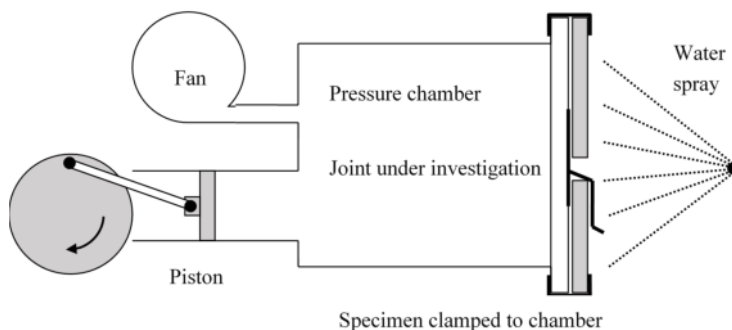 Fan
Water
spray
Pressure chamber
Joint under investigation
Piston
Specimen clamped to chamber